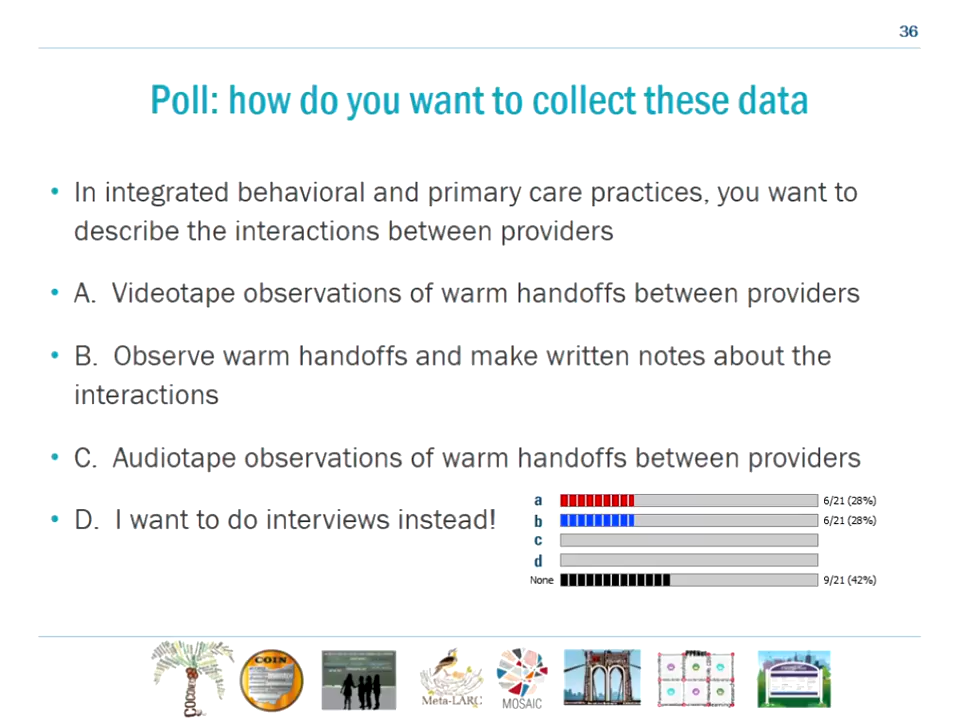 36
Poll: how do you want to collect these data
• In integrated behavioral and primary care practices, you want to
describe the interactions between providers
• A. Videotape observations of warm handoffs between providers
• B. Observe warm handoffs and make written notes about the
interactions
• C. Audiotape observations of warm handoffs between providers
• D. I want to do interviews instead!
a 6/21 (28%)
b 6/21 (28%)
c
d
None 9/21 (42%)
COCONet
COIN
Meta-LARC
MOSAIC
PPRNet